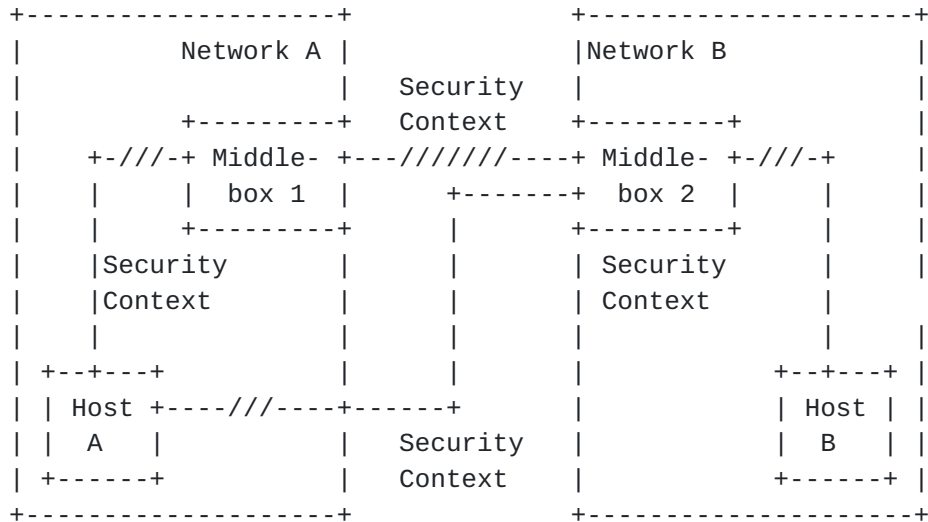 +--------------------+              +--------------------+
|          Network A |              |Network B           |
|                    |   Security   |                    |
|          +---------+   Context    +---------+          |
|    +-///-+ Middle- +---///////----+ Middle- +-///-+    |
|    |     |  box 1  |      +-------+  box 2  |     |    |
|    |     +---------+      |       +---------+     |    |
|    |Security       |      |       | Security      |    |
|    |Context        |      |       | Context       |
|    |               |      |       |               |    |
| +--+---+           |      |       |            +--+---+ |
| | Host +----///----+------+       |            | Host | |
| |  A   |           |   Security   |            |  B   | |
| +------+           |   Context    |            +------+ |
+--------------------+              +--------------------+